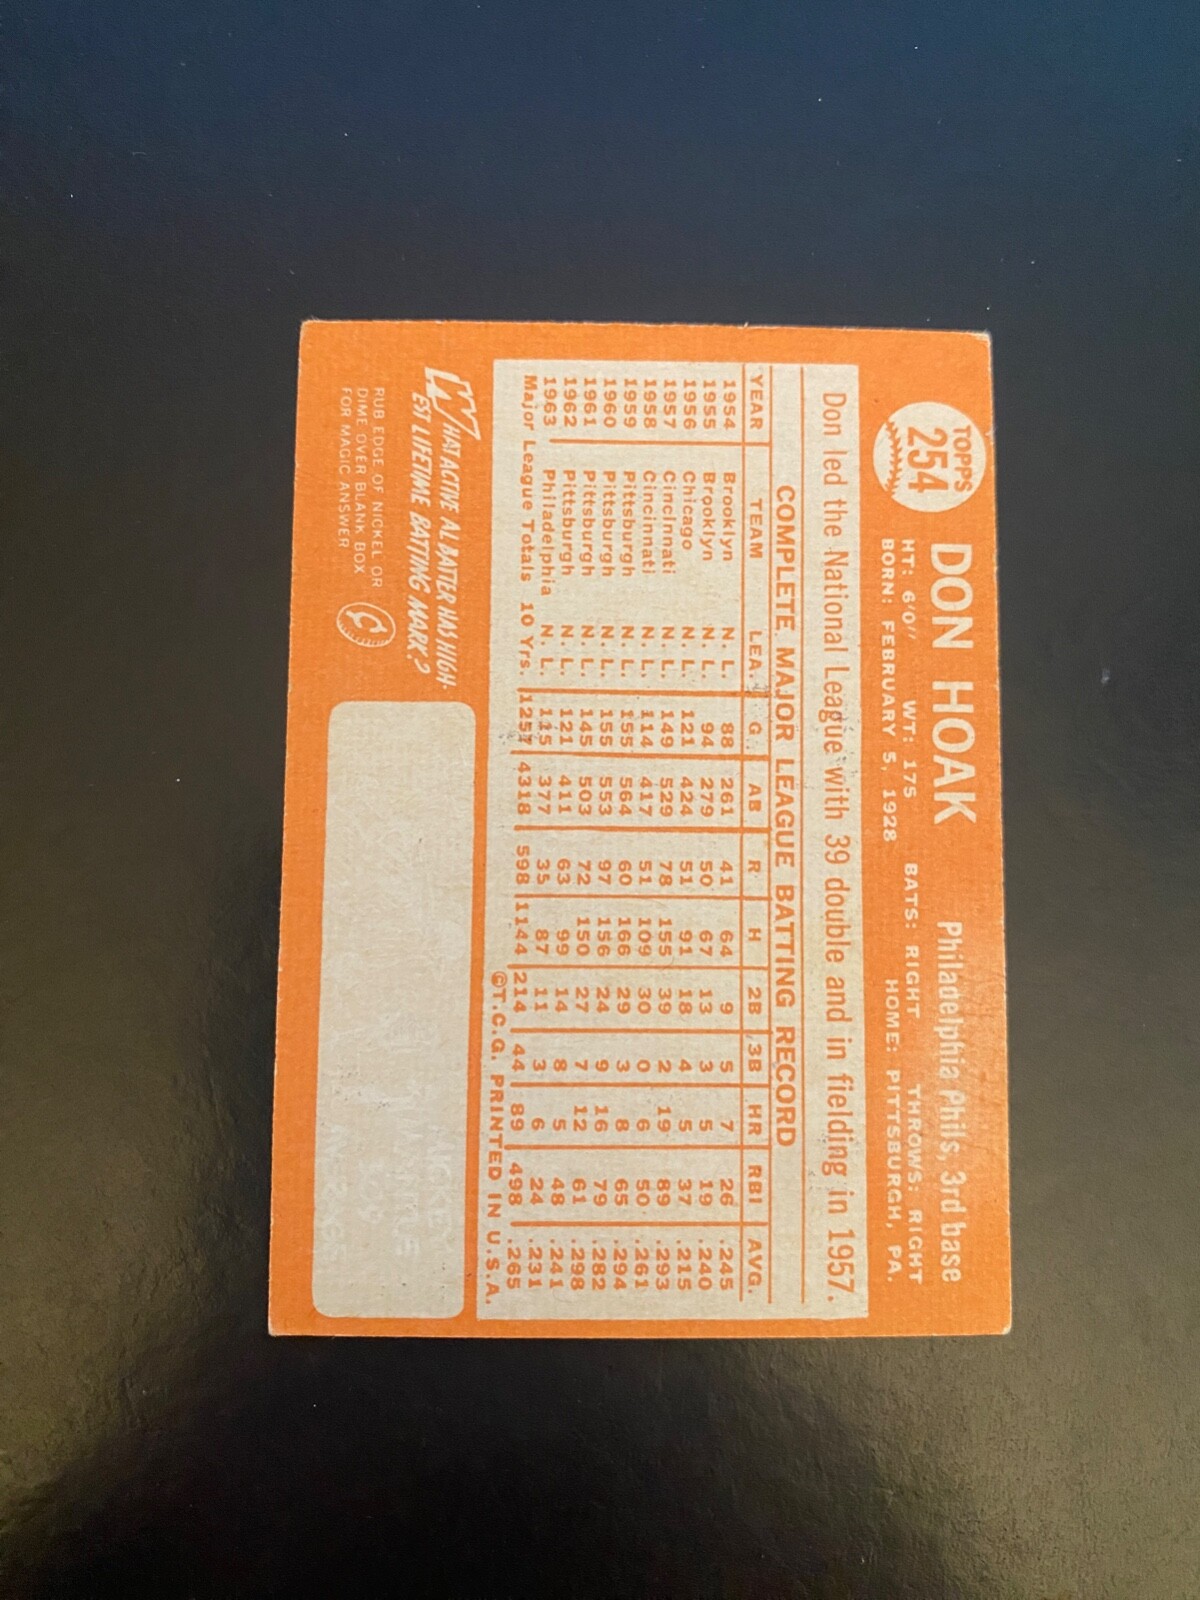 TOPPS
254
DON HOAK
Philadelphia Phils, 3rd base
HT: 6'0" WT: 175 BATS: RIGHT THROWS: RIGHT
BORN: FEBRUARY 5, 1928 HOME: PITTSBURGH, PA.
Don led the National League with 39 double and in fielding in 1957.
COMPLETE MAJOR LEAGUE BATTING RECORD
YEAR TEAM LEA. G AB R H 2B 3B HR RBI AVG.
1954 Brooklyn N. L. 88 261 41 64 9 5 7 26 .245
1955 Brooklyn N. L. 94 279 50 67 13 3 5 19 .240
1956 Chicago N. L. 121 424 51 91 18 4 5 37 .215
1957 Cincinnati N. L. 149 529 78 155 39 2 19 89 .293
1958 Cincinnati N. L. 114 417 51 109 30 0 6 50 .261
1959 Pittsburgh N. L. 155 564 60 166 29 3 8 65 .294
1960 Pittsburgh N. L. 155 553 97 156 24 9 16 79 .282
1961 Pittsburgh N. L. 145 503 72 150 27 7 12 61 .298
1962 Pittsburgh N. L. 121 411 63 99 14 8 5 48 .241
1963 Philadelphia N. L. 115 377 35 87 11 3 6 24 .231
Major League Totals 10 Yrs. 1257 4318 598 1144 214 44 89 498 .265
©T.C.G. PRINTED IN U.S.A.
WHAT ACTIVE AL BATTER HAS HIGH-
EST LIFETIME BATTING MARK?
RUB EDGE OF NICKEL OR
DIME OVER BLANK BOX
FOR MAGIC ANSWER
MICKEY
MANTLE